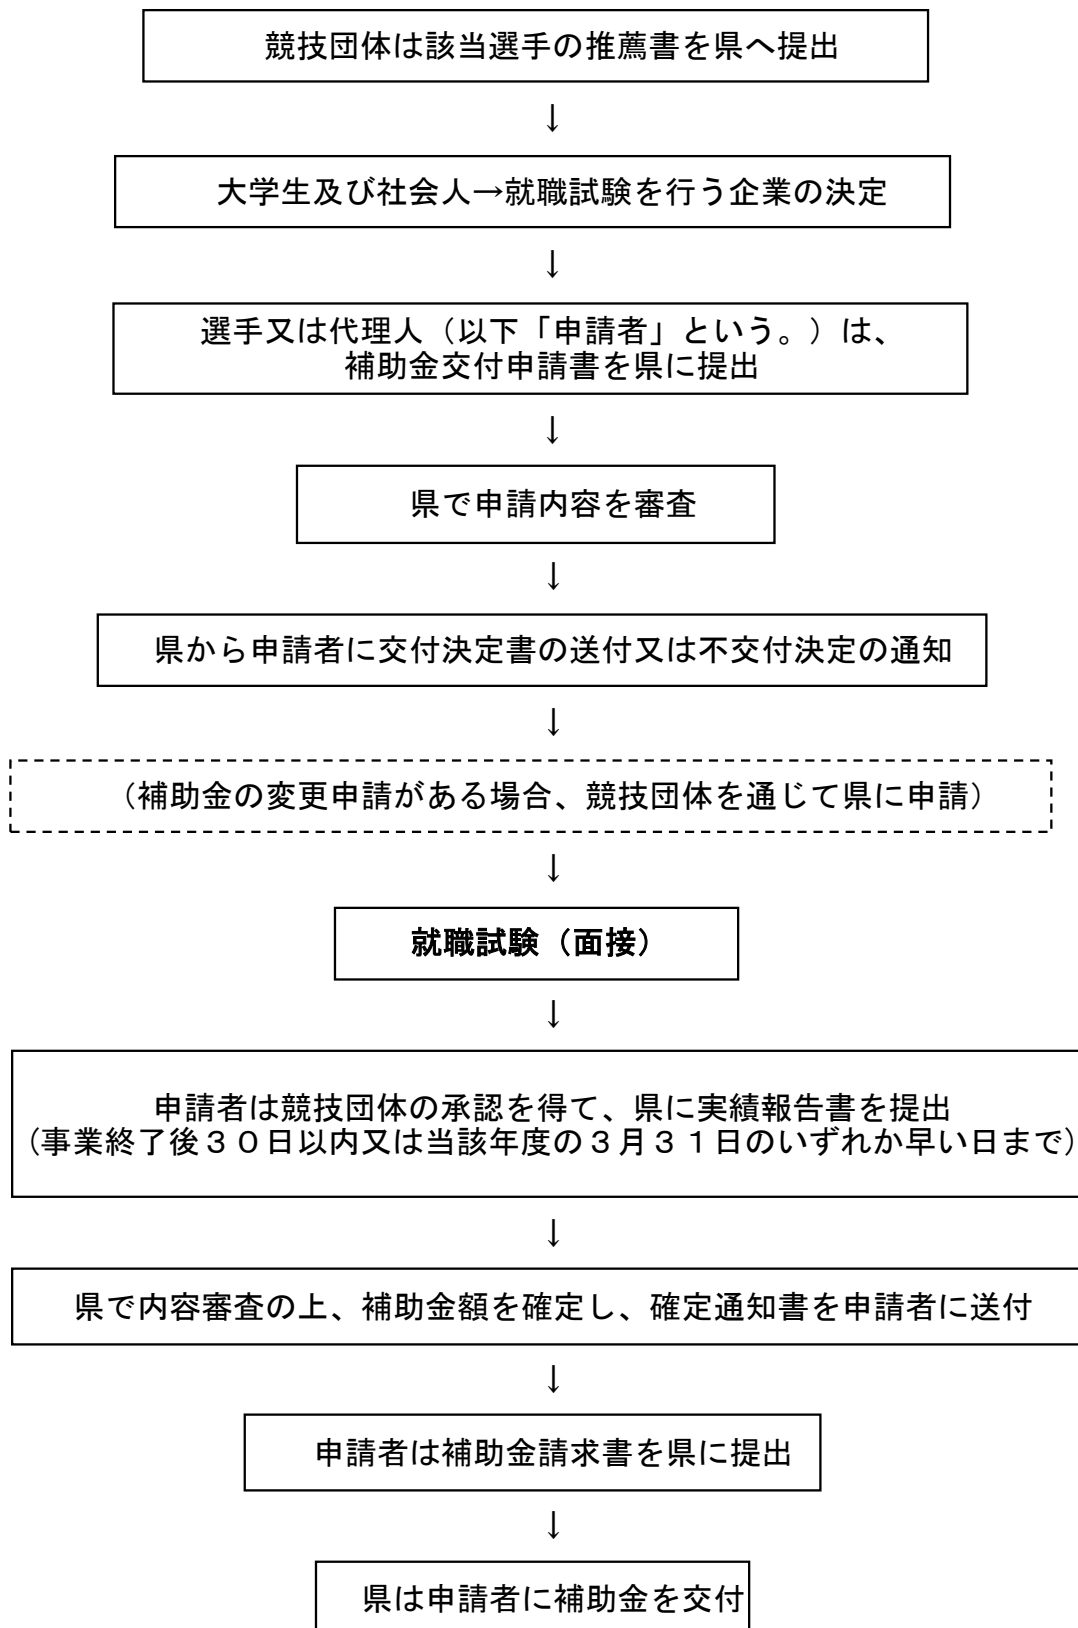 競技団体は該当選手の推薦書を県へ提出
↓
大学生及び社会人→就職試験を行う企業の決定
↓
選手又は代理人（以下「申請者」という。）は、
補助金交付申請書を県に提出
↓
県で申請内容を審査
↓
県から申請者に交付決定書の送付又は不交付決定の通知
↓
（補助金の変更申請がある場合、競技団体を通じて県に申請）
↓
就職試験（面接）
↓
申請者は競技団体の承認を得て、県に実績報告書を提出
（事業終了後３０日以内又は当該年度の３月３１日のいずれか早い日まで）
↓
県で内容審査の上、補助金額を確定し、確定通知書を申請者に送付
↓
申請者は補助金請求書を県に提出
↓
県は申請者に補助金を交付